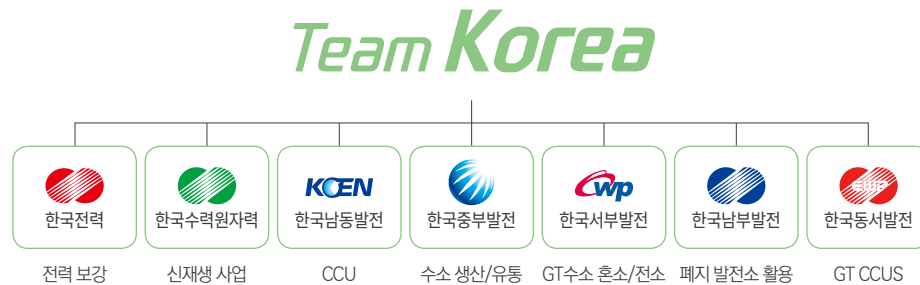 Team Korea
한국전력
한국수력원자력
KOEN
한국남동발전
한국중부발전
wp
한국서부발전
한국남부발전
EWP
한국동서발전
전력 보강
신재생 사업
CCU
수소 생산/유통
GT수소 혼소/전소
폐지 발전소 활용
GT CCUS